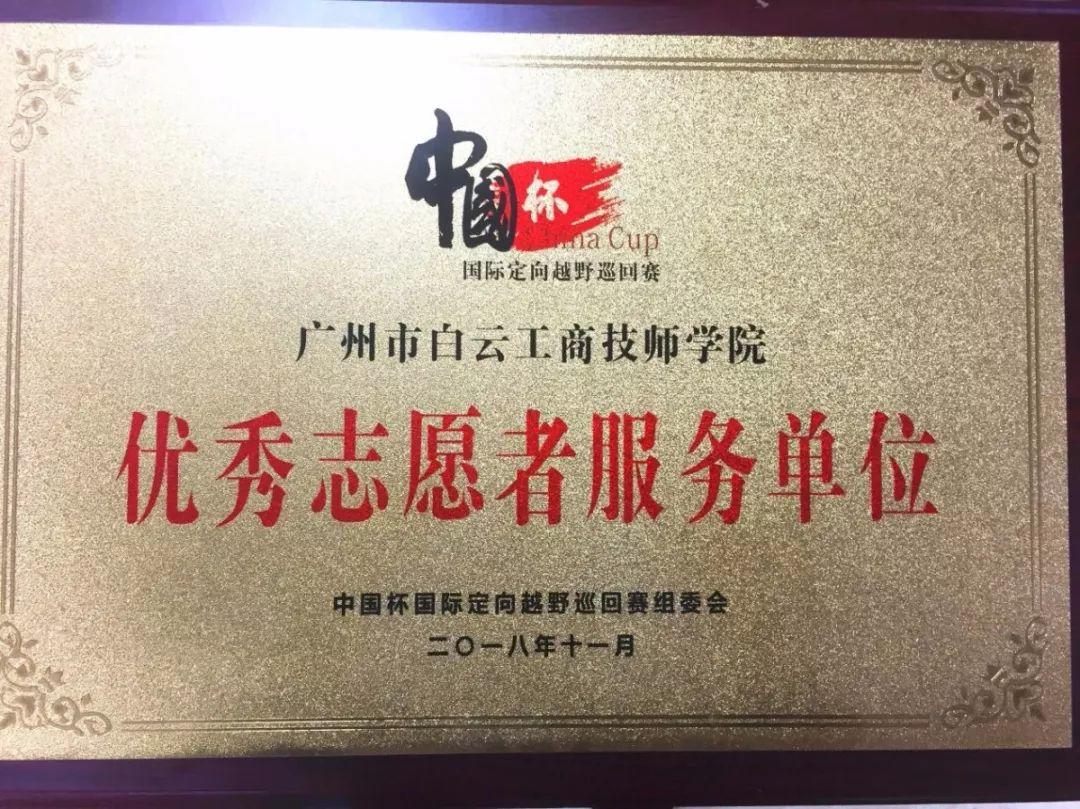 中国杯
China Cup
国际定向越野巡回赛
广州市白云工商技师学院
优秀志愿者服务单位
中国杯国际定向越野巡回赛组委会
二〇一八年十一月